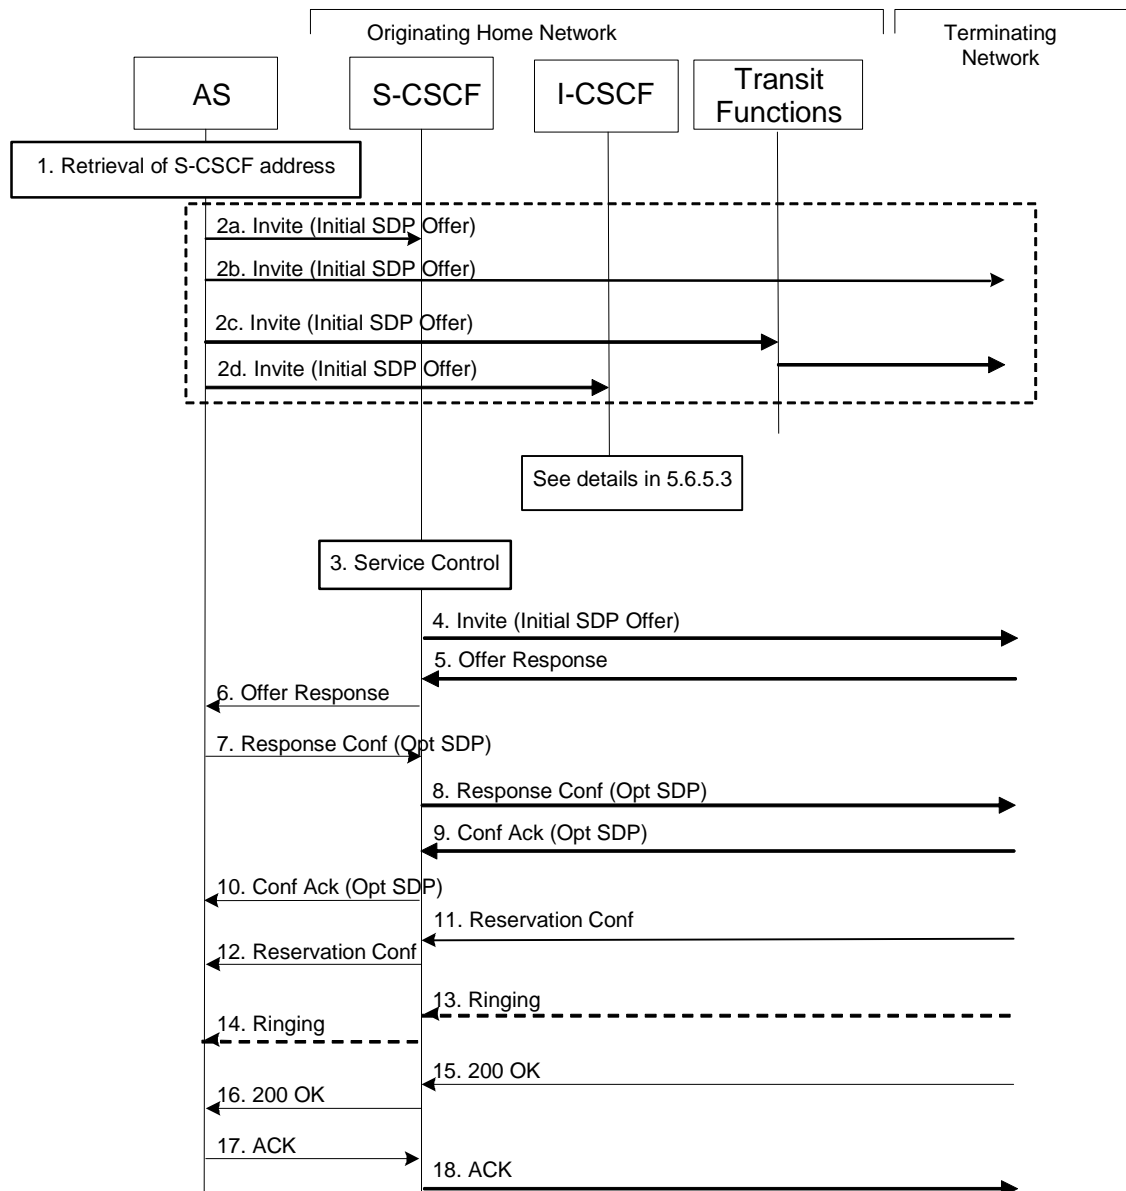 Originating Home Network
Terminating
Network
AS
S-CSCF
I-CSCF
Transit
Functions
1. Retrieval of S-CSCF address
2a. Invite (Initial SDP Offer)
2b. Invite (Initial SDP Offer)
2c. Invite (Initial SDP Offer)
2d. Invite (Initial SDP Offer)
See details in 5.6.5.3
3. Service Control
4. Invite (Initial SDP Offer)
5. Offer Response
6. Offer Response
7. Response Conf (Opt SDP)
8. Response Conf (Opt SDP)
9. Conf Ack (Opt SDP)
10. Conf Ack (Opt SDP)
11. Reservation Conf
12. Reservation Conf
13. Ringing
14. Ringing
15. 200 OK
16. 200 OK
17. ACK
18. ACK